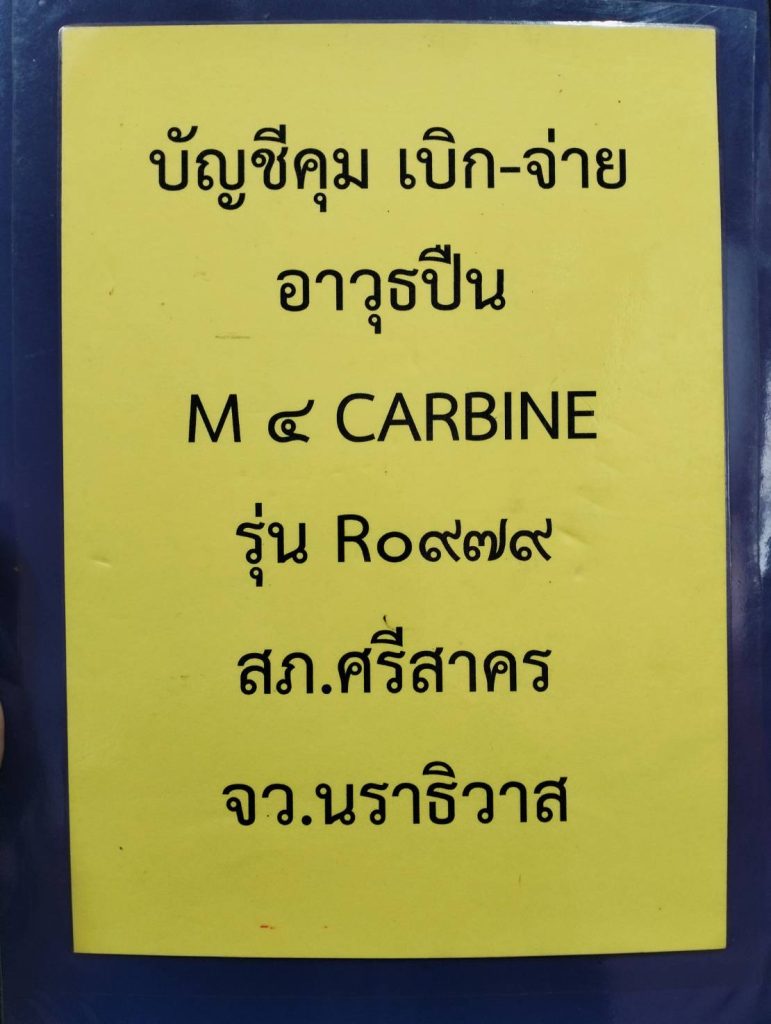 บัญชีคุม เบิก-จ่าย
อาวุธปืน
M ๔ CARBINE
รุ่น R๐๙๗๙
สภ.ศรีสาคร
จว.นราธิวาส